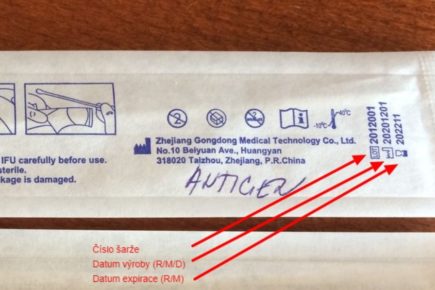 IFU carefully before use.
sterile.
kage is damaged.
-10°C
40°C
Zhejiang Gongdong Medical Technology Co., Ltd.
No.10 Beiyuan Ave., Huangyan
318020 Taizhou, Zhejiang, P.R.China
2012001
20201201
202211
ANTIGEN
Číslo šarže
Datum výroby (R/M/D)
Datum expirace (R/M)